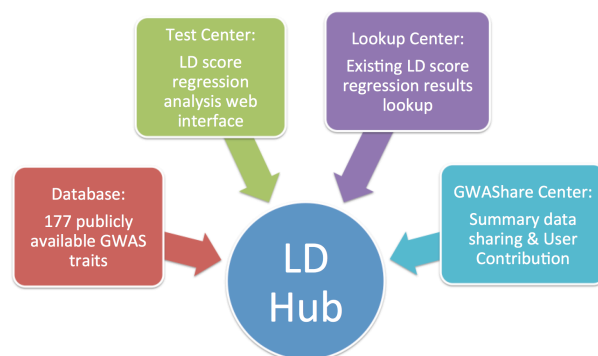 Test Center:
LD score
regression
analysis web
interface
Lookup Center:
Existing LD score
regression results
lookup
Database:
177 publicly
available GWAS
traits
GWAShare Center:
Summary data
sharing & User
Contribution
LD
Hub